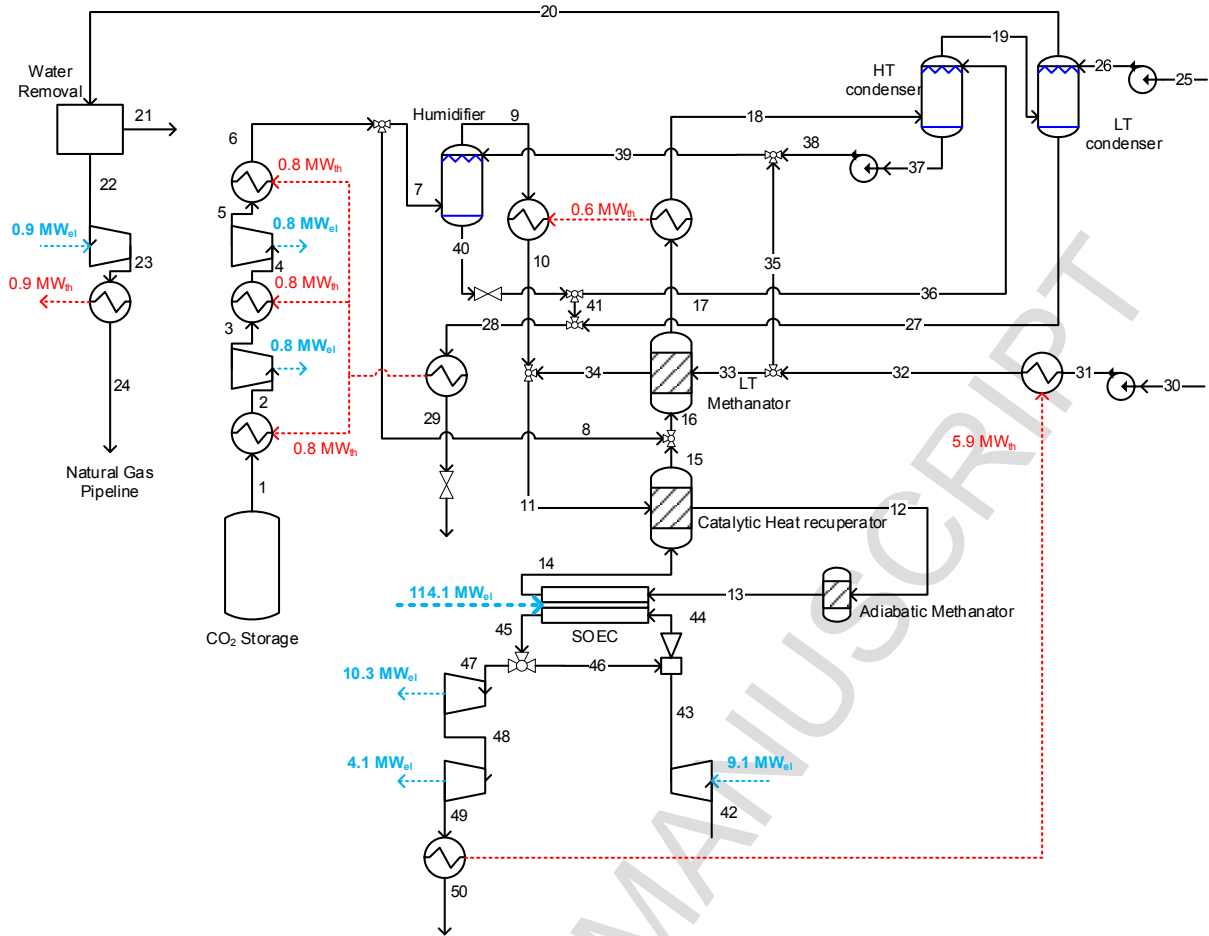 20
Water
Removal
21
22
0.9 MWel
23
0.9 MWth
24
Natural Gas
Pipeline
6
0.8 MWth
5
0.8 MWel
4
0.8 MWth
3
0.8 MWel
2
0.8 MWth
1
CO2 Storage
Humidifier
9
7
39
38
37
40
10
0.6 MWth
18
HT
condenser
19
26
25
LT
condenser
35
36
41
28
17
27
34
33
LT
Methanator
32
31
30
29
8
16
15
5.9 MWth
11
Catalytic Heat recuperator
12
14
114.1 MWel
13
Adiabatic Methanator
45
SOEC
44
47
46
10.3 MWel
43
48
4.1 MWel
9.1 MWel
49
42
50
MANUSCRIPT